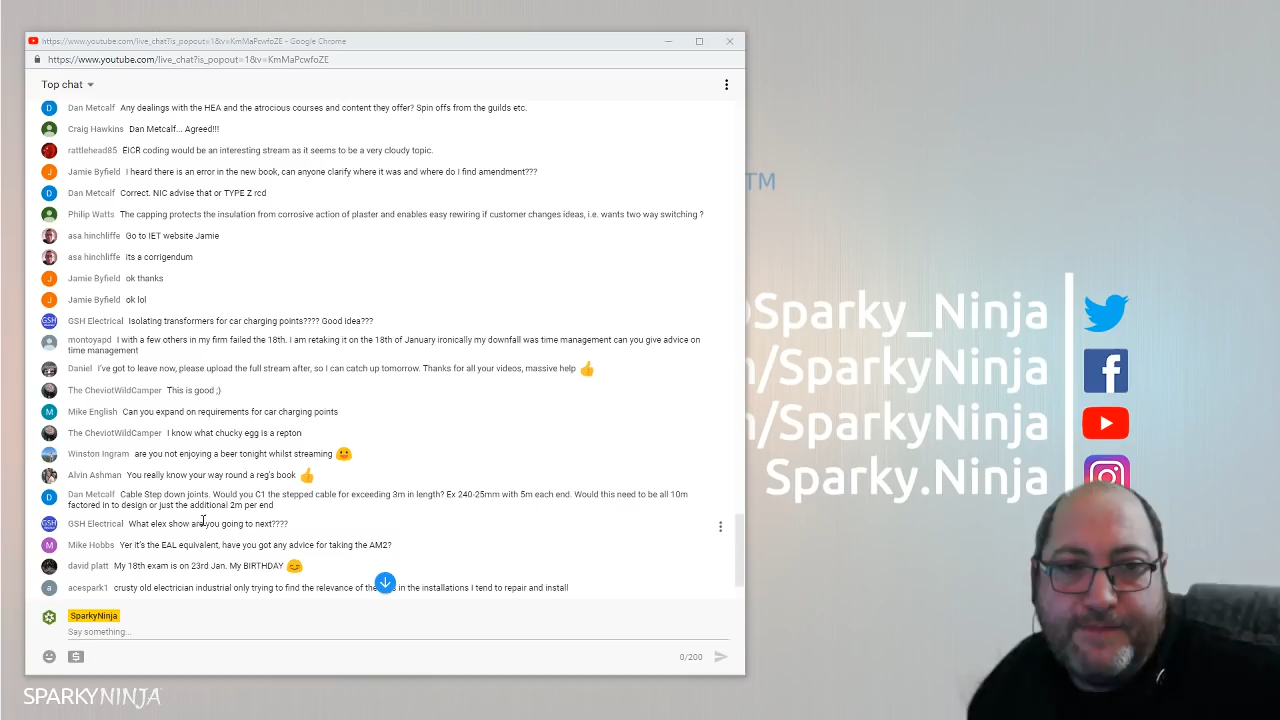 https://www.youtube.com/live_chat?is_popout=1&v=KmMaPcwfoZE - Google Chrome
https://www.youtube.com/live_chat?is_popout=1&v=KmMaPcwfoZE
Top chat
D Dan Metcalf Any dealings with the HEA and the atrocious courses and content they offer? Spin offs from the guilds etc.
Craig Hawkins Dan Metcalf... Agreed!!!
rattlehead85 EICR coding would be an interesting stream as it seems to be a very cloudy topic.
J Jamie Byfield I heard there is an error in the new book, can anyone clarify where it was and where do I find amendment???
D Dan Metcalf Correct. NIC advise that or TYPE Z rcd
Philip Watts The capping protects the insulation from corrosive action of plaster and enables easy rewiring if customer changes ideas, i.e. wants two way switching ?
asa hinchliffe Go to IET website Jamie
asa hinchliffe its a corrigendum
J Jamie Byfield ok thanks
J Jamie Byfield ok lol
GSH GSH Electrical Isolating transformers for car charging points???? Good idea???
montoyapd I with a few others in my firm failed the 18th. I am retaking it on the 18th of January ironically my downfall was time management can you give advice on
time management
Daniel I've got to leave now, please upload the full stream after, so I can catch up tomorrow. Thanks for all your videos, massive help
The CheviotWildCamper This is good ;)
M Mike English Can you expand on requirements for car charging points
The CheviotWildCamper I know what chucky egg is a repton
Winston Ingram are you not enjoying a beer tonight whilst streaming
Alvin Ashman You really know your way round a reg's book
D Dan Metcalf Cable Step down joints. Would you C1 the stepped cable for exceeding 3m in length? Ex 240-25mm with 5m each end. Would this need to be all 10m
factored in to design or just the additional 2m per end
GSH GSH Electrical What elex show are you going to next????
M Mike Hobbs Yer it's the EAL equivalent, have you got any advice for taking the AM2?
david platt My 18th exam is on 23rd Jan. My BIRTHDAY
a acespark1 crusty old electrician industrial only trying to find the relevance of the in the installations I tend to repair and install
SparkyNinja
Say something...
0/200
TM
Sparky_Ninja
/SparkyNinja
/SparkyNinja
Sparky.Ninja
SPARKYNINJA